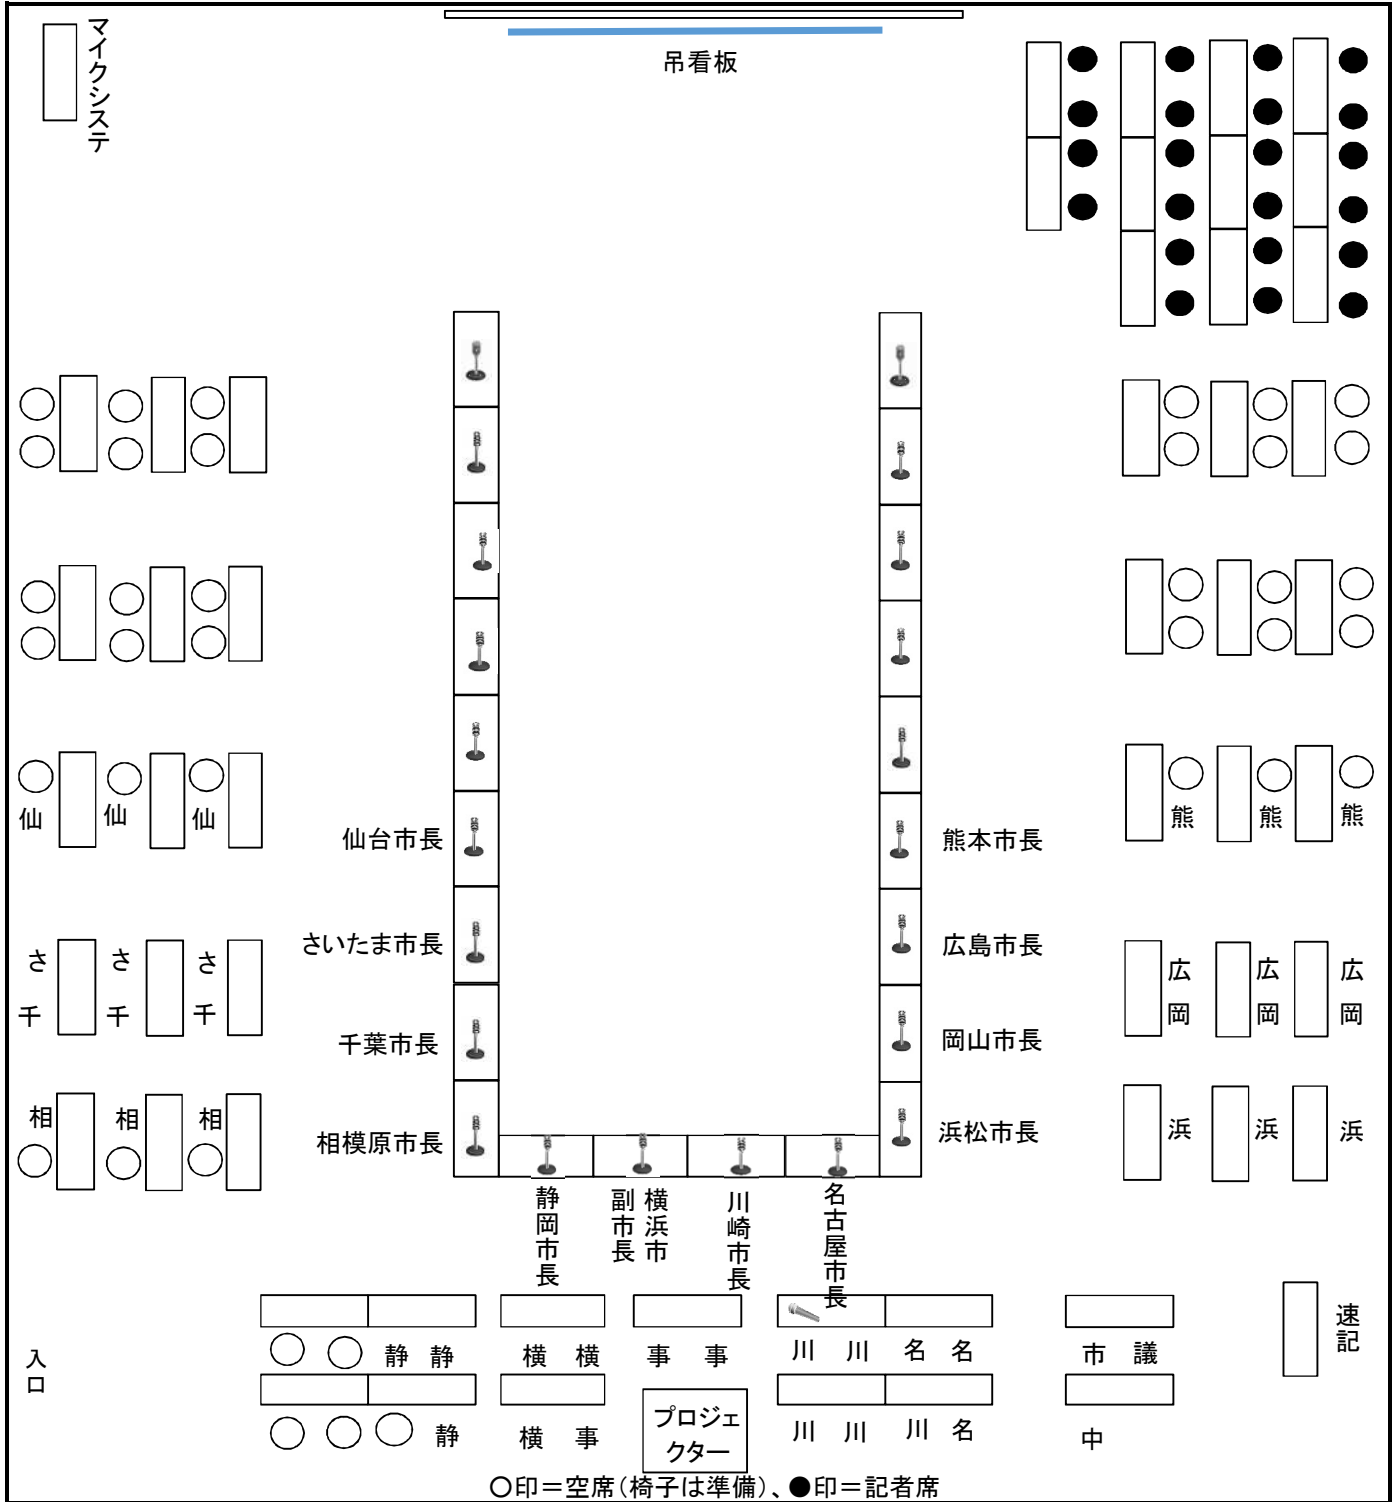 マイクシステ
吊看板
仙 仙 仙
仙台市長
熊本市長
熊 熊 熊
さ さ さ
千 千 千
さいたま市長
広島市長
広 広 広
岡 岡 岡
千葉市長
岡山市長
相 相 相
相模原市長
浜松市長
浜 浜 浜
静岡市長
横浜市
副市長
川崎市長
名古屋市長
入口
静 静 横 横 事 事 川 川 名 名 市 議
速記
静 横 事
プロジェ
クター
川 川 川 名 中
○印=空席(椅子は準備)、●印=記者席